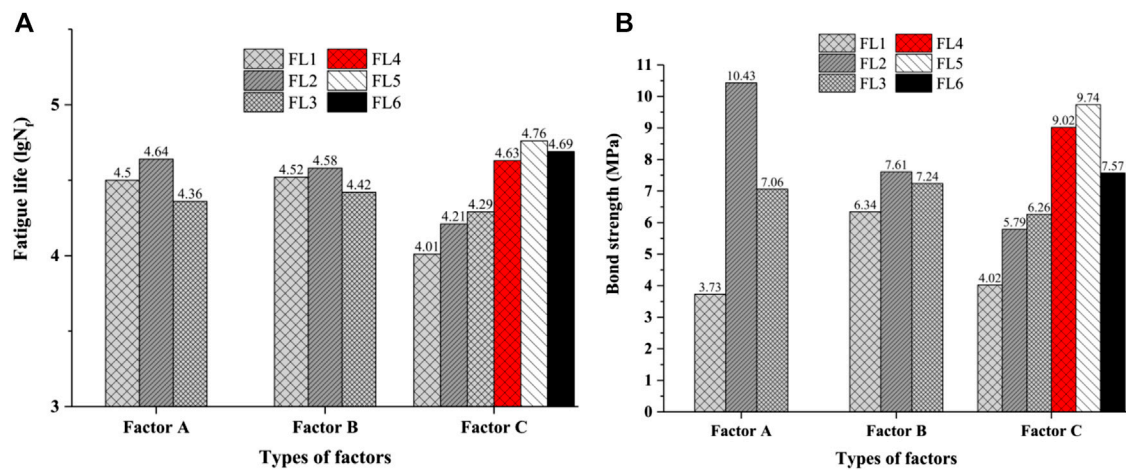 A
Fatigue life (lgNf)
5
4
3
FL1 FL4
FL2 FL5
FL3 FL6
4.5
4.64
4.36
4.52
4.58
4.42
4.01
4.21
4.29
4.63
4.76
4.69
Factor A Factor B Factor C
Types of factors
B
Bond strength (MPa)
11
10
9
8
7
6
5
4
3
2
1
0
FL1 FL4
FL2 FL5
FL3 FL6
3.73
10.43
7.06
6.34
7.61
7.24
4.02
5.79
6.26
9.02
9.74
7.57
Factor A Factor B Factor C
Types of factors